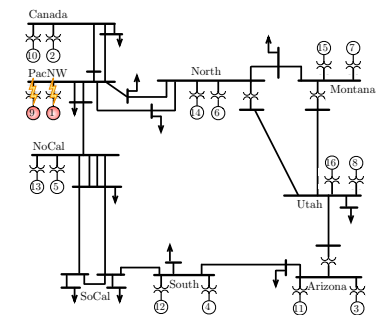 Canada
10 2
15 7
PacNW
North
Montana
9 1
14 6
NoCal
16 8
13 5
Utah
SoCal
South
Arizona
12 4
11 3